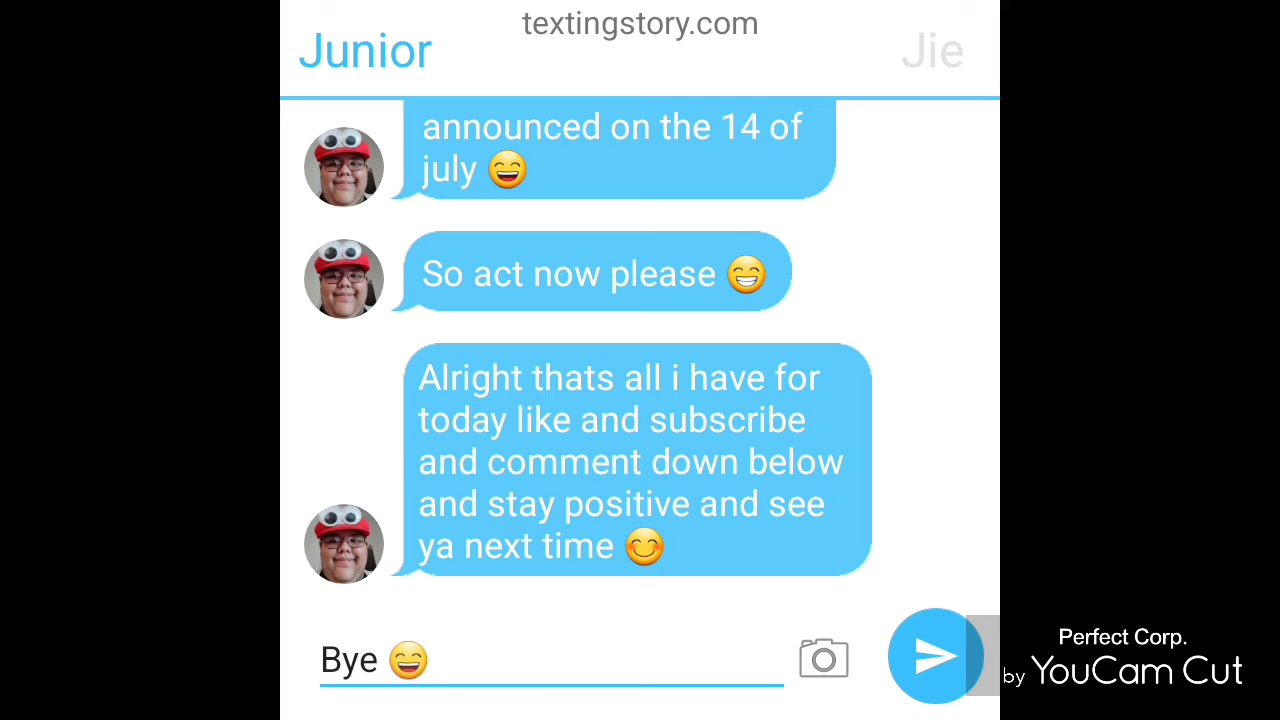 textingstory.com
Junior
Jie
announced on the 14 of
july 😄
So act now please 😁
Alright thats all i have for
today like and subscribe
and comment down below
and stay positive and see
ya next time 😊
Bye 😄
Perfect Corp.
by YouCam Cut